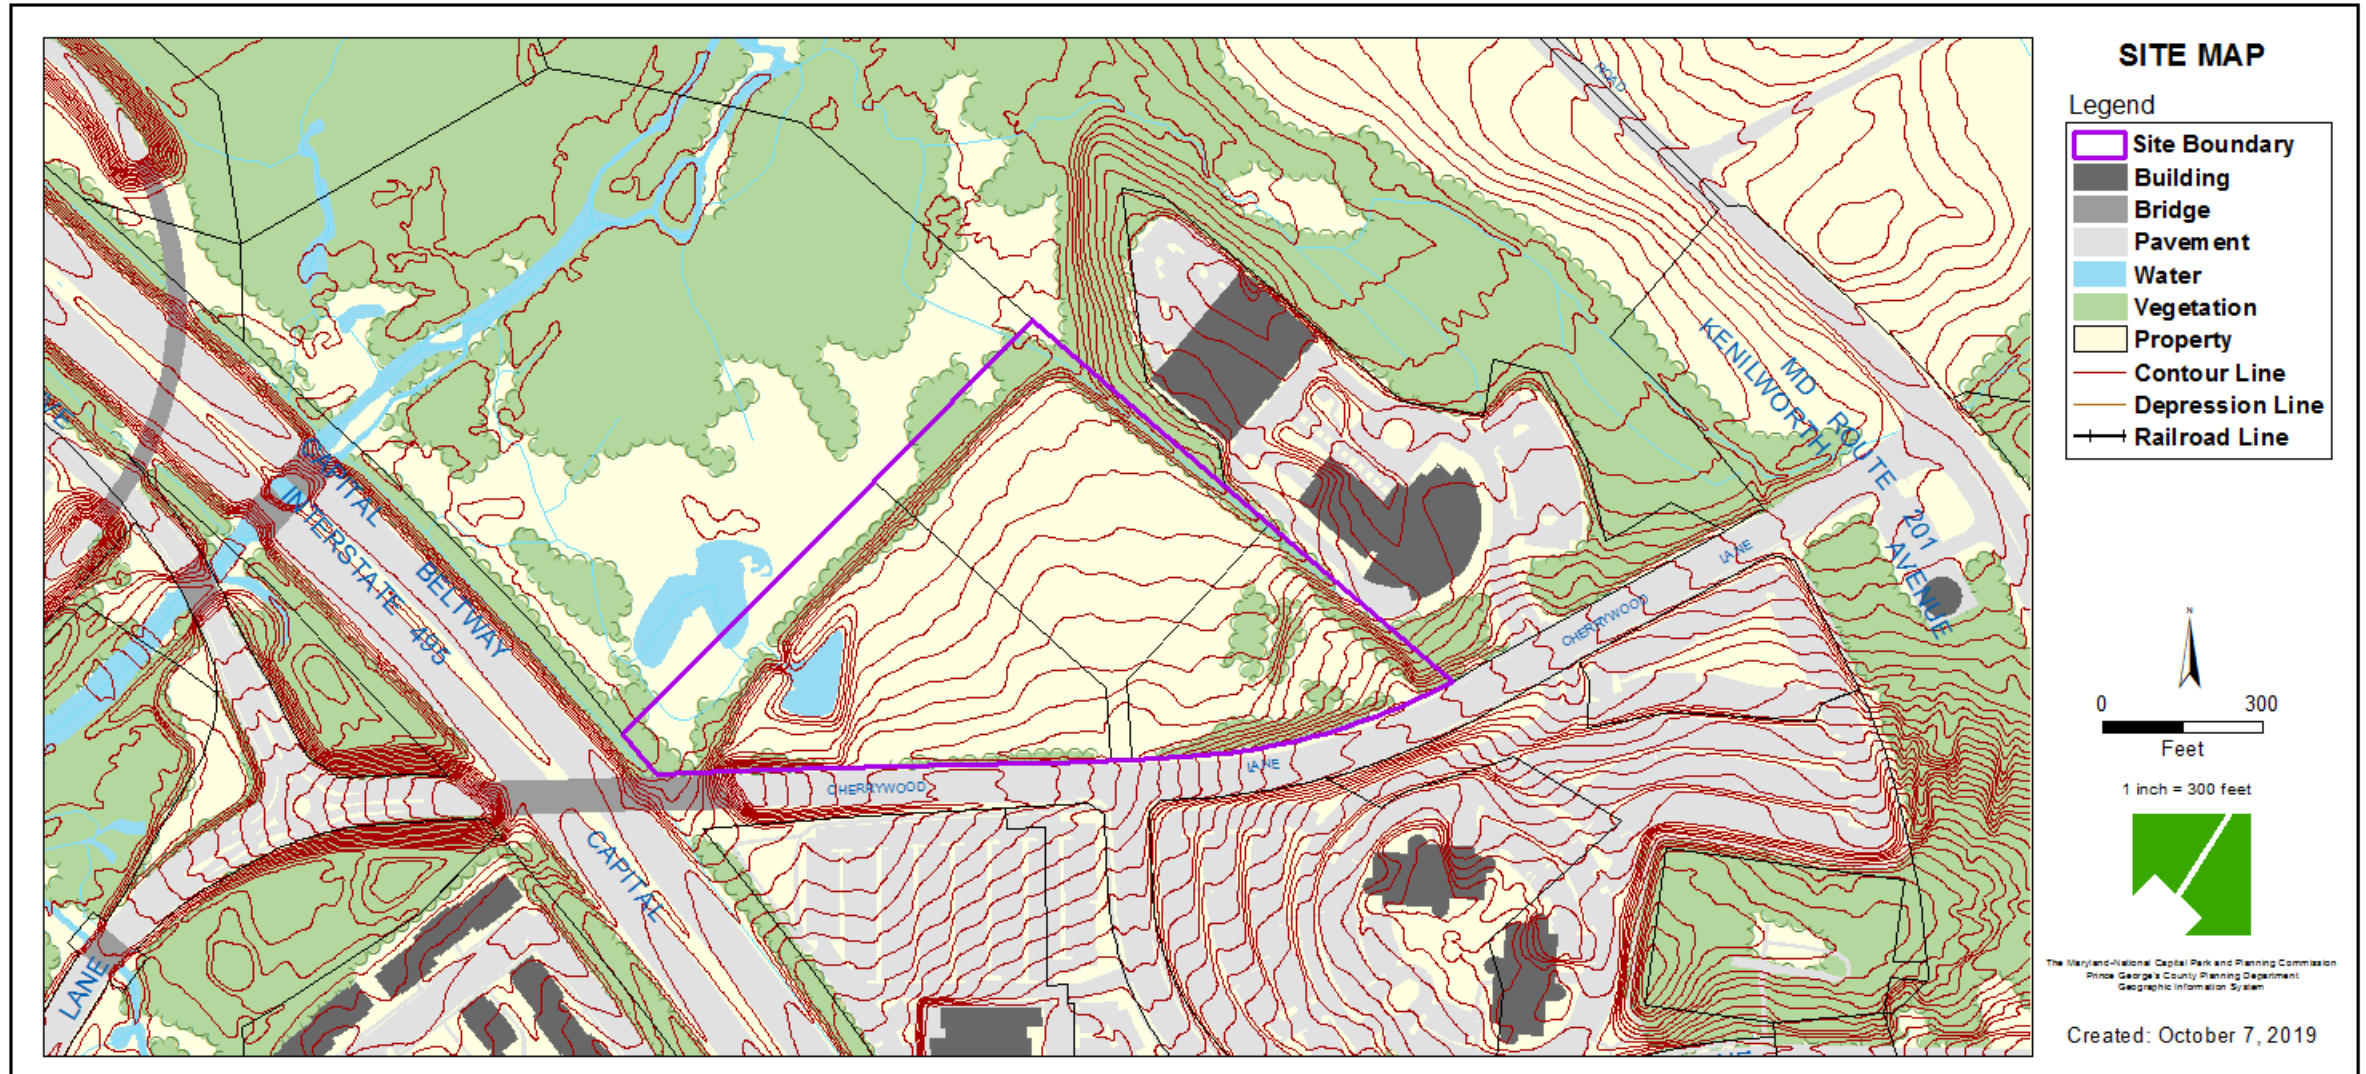 SITE MAP
Legend
Site Boundary
Building
Bridge
Pavement
Water
Vegetation
Property
Contour Line
Depression Line
Railroad Line
N
0 300
Feet
1 inch = 300 feet
The Maryland-National Capital Park and Planning Commission
Prince George's County Planning Department
Geographic Information System
Created: October 7, 2019
ROAD
MD ROUTE 201
KENILWORTH AVENUE
CAPITAL BELTWAY
INTERSTATE 495
LANE
CHERRYWOOD
LANE
CHERRYWOOD
CAPITAL
LANE